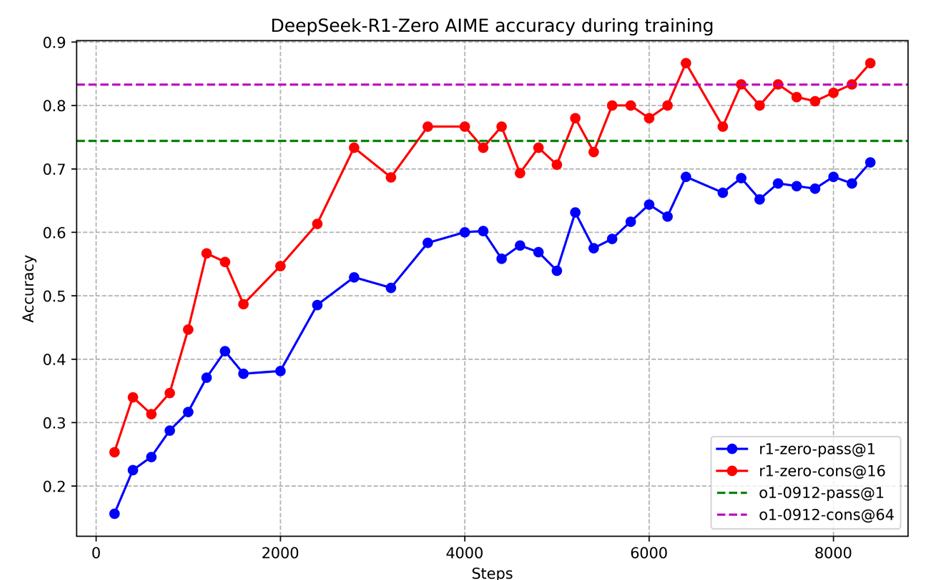 DeepSeek-R1-Zero AIME accuracy during training
0.9
0.8
0.7
0.6
0.5
0.4
0.3
0.2
Accuracy
0 2000 4000 6000 8000
Steps
r1-zero-pass@1
r1-zero-cons@16
o1-0912-pass@1
o1-0912-cons@64